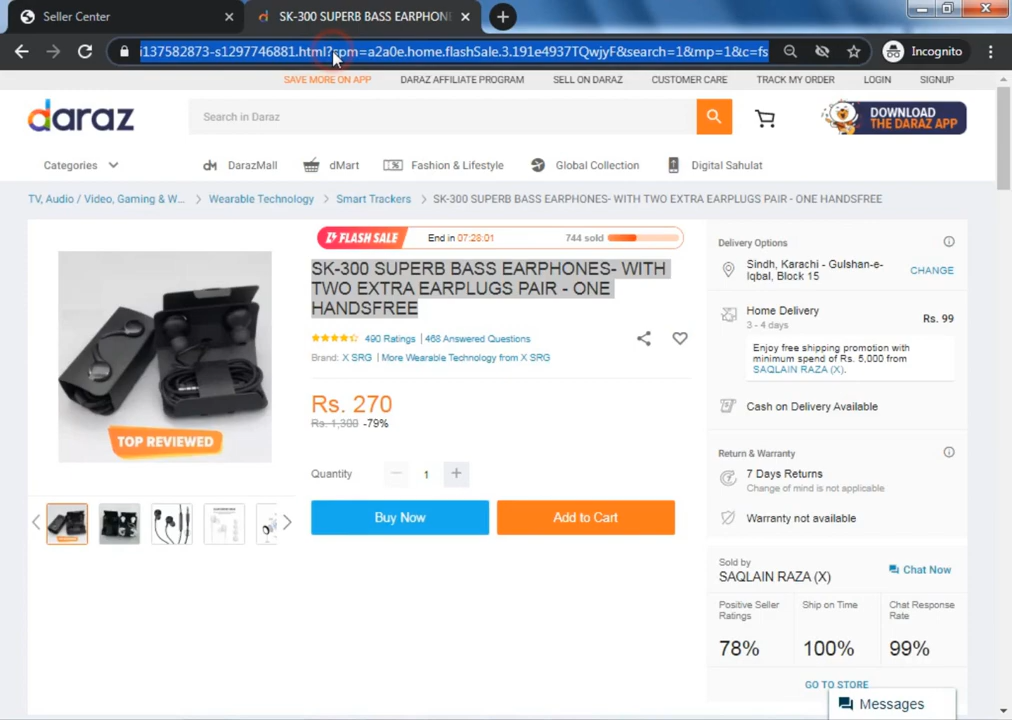 Seller Center
SK-300 SUPERB BASS EARPHON
i137582873-s1297746881.html?spm=a2a0e.home.flashSale.3.191e4937TQwjyF&search=1&mp=1&c=fs
Incognito
SAVE MORE ON APP
DARAZ AFFILIATE PROGRAM
SELL ON DARAZ
CUSTOMER CARE
TRACK MY ORDER
LOGIN
SIGNUP
daraz
Search in Daraz
DOWNLOAD
THE DARAZ APP
Categories
DarazMall
dMart
Fashion & Lifestyle
Global Collection
Digital Sahulat
TV, Audio / Video, Gaming & W... > Wearable Technology > Smart Trackers > SK-300 SUPERB BASS EARPHONES- WITH TWO EXTRA EARPLUGS PAIR - ONE HANDSFREE
FLASH SALE
End in 07:28:01
744 sold
SK-300 SUPERB BASS EARPHONES- WITH
TWO EXTRA EARPLUGS PAIR - ONE
HANDSFREE
490 Ratings | 468 Answered Questions
Brand: X SRG | More Wearable Technology from X SRG
Rs. 270
Rs. 1,300 -79%
TOP REVIEWED
Quantity
1
Buy Now
Add to Cart
Delivery Options
Sindh, Karachi - Gulshan-e-
Iqbal, Block 15
CHANGE
Home Delivery
Rs. 99
3 - 4 days
Enjoy free shipping promotion with
minimum spend of Rs. 5,000 from
SAQLAIN RAZA (X).
Cash on Delivery Available
Return & Warranty
7 Days Returns
Change of mind is not applicable
Warranty not available
Sold by
SAQLAIN RAZA (X)
Chat Now
Positive Seller
Ratings
Ship on Time
Chat Response
Rate
78%
100%
99%
GO TO STORE
Messages